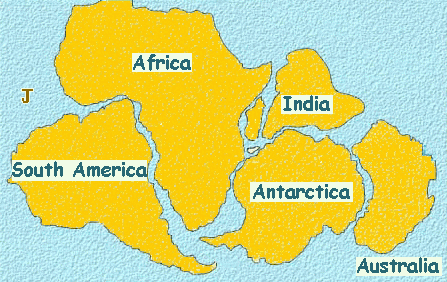 Africa
J
India
South America
Antarctica
Australia